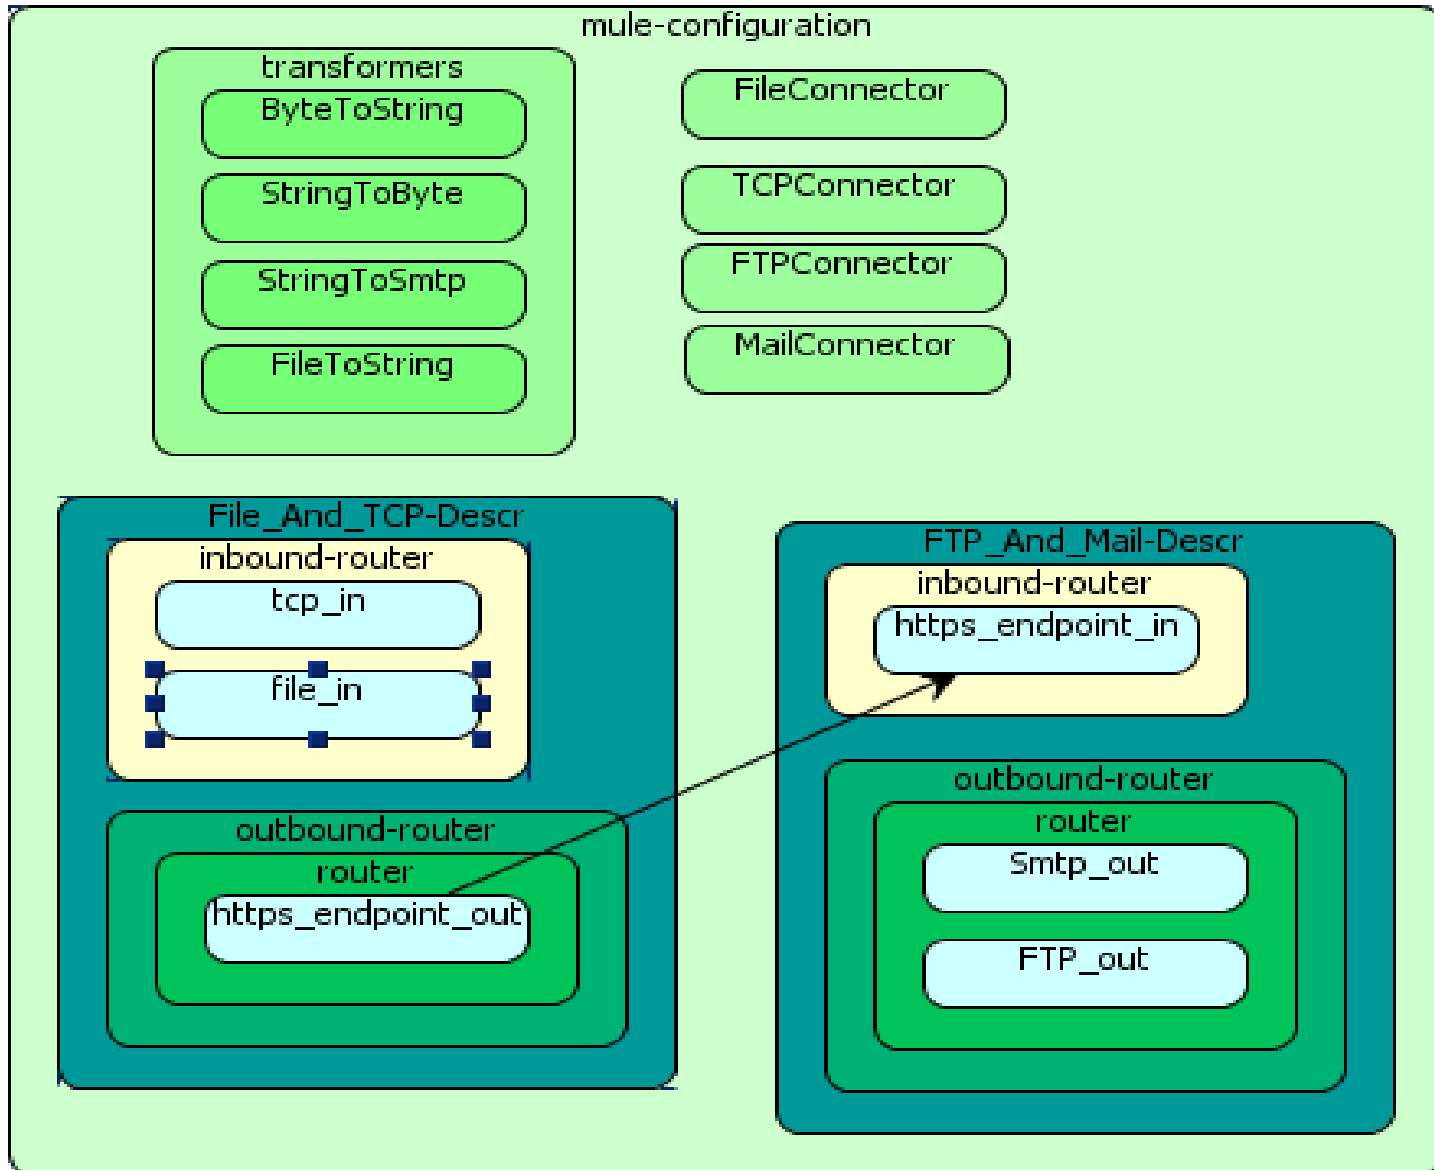 mule-configuration
transformers
ByteToString
StringToByte
StringToSmtp
FileToString
FileConnector
TCPConnector
FTPConnector
MailConnector
File_And_TCP-Descr
inbound-router
tcp_in
file_in
outbound-router
router
https_endpoint_out
FTP_And_Mail-Descr
inbound-router
https_endpoint_in
outbound-router
router
Smtp_out
FTP_out